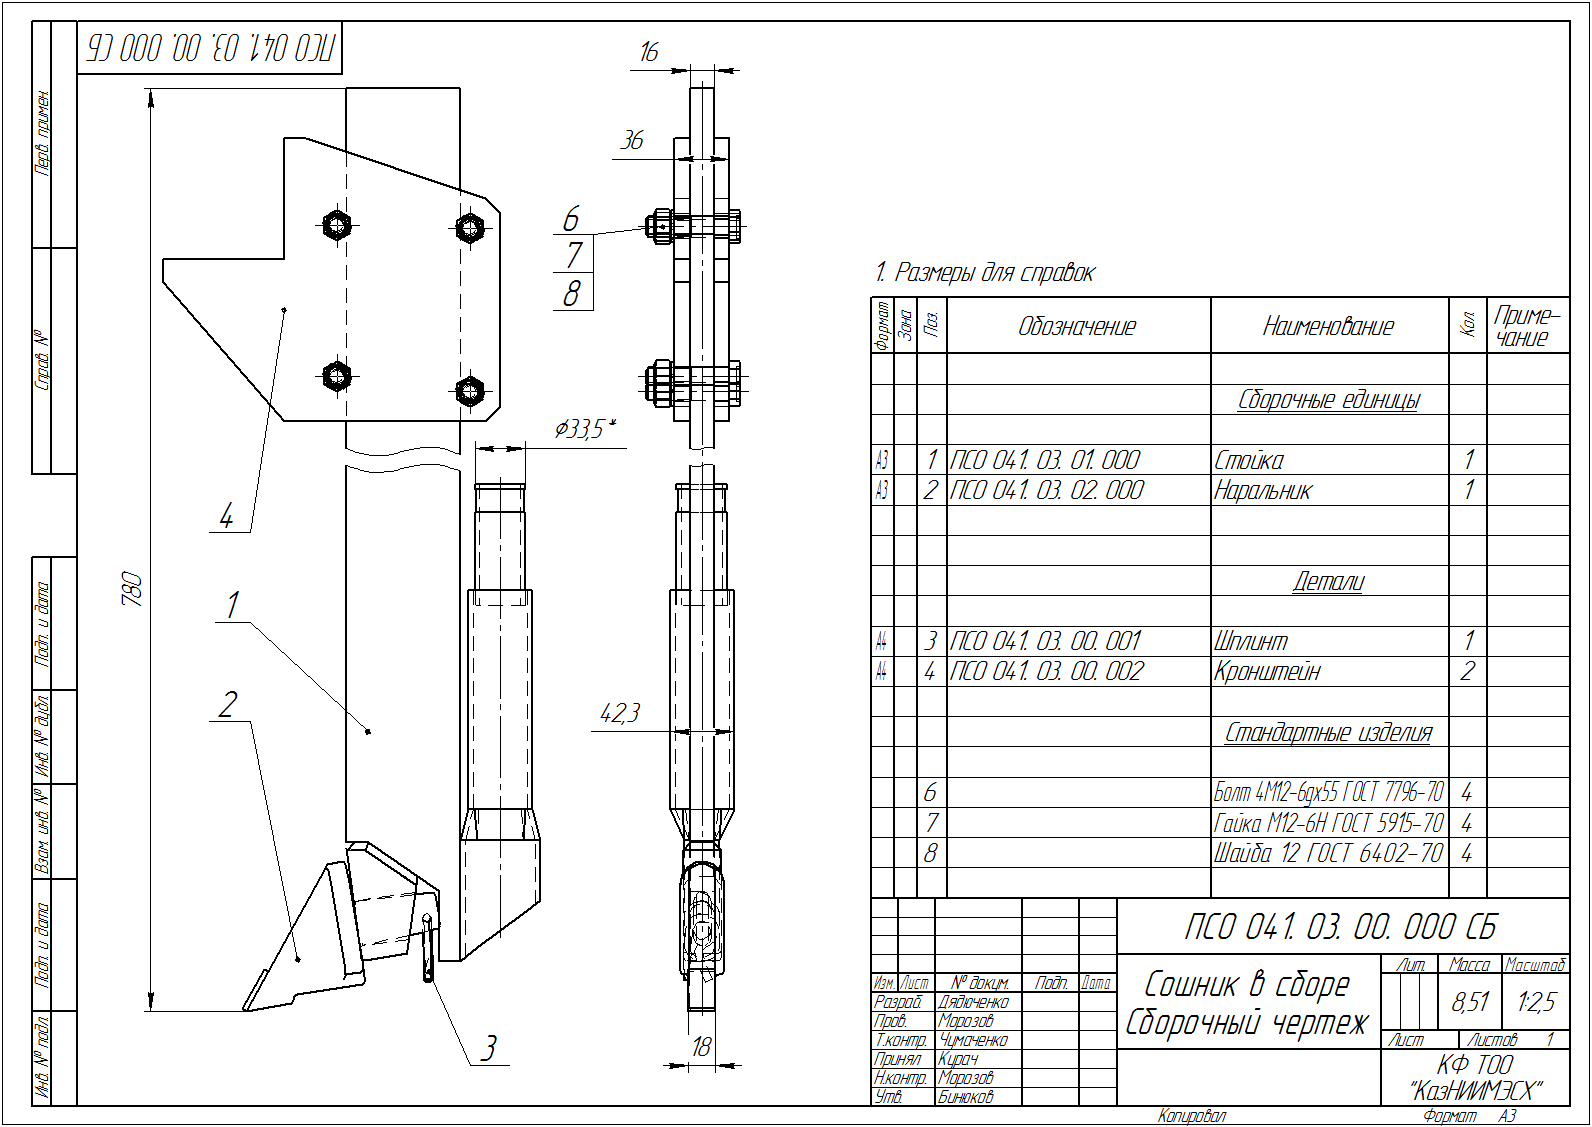 ПСО 041. 03. 00. 000 СБ
Перв. примен.
Справ. №
Подп. и дата
Инв. № дубл.
Взам. инв. №
Подп. и дата
Инв. № подл.
16
36
6
7
8
4
⌀33,5*
780
1
2
42,3
3
18
1. Размеры для справок
Формат Зона Поз. Обозначение Наименование Кол. Приме-
чание
Сборочные единицы
А3 1 ПСО 041. 03. 01. 000 Стойка 1
А3 2 ПСО 041. 03. 02. 000 Наральник 1
Детали
А4 3 ПСО 041. 03. 00. 001 Шплинт 1
А4 4 ПСО 041. 03. 00. 002 Кронштейн 2
Стандартные изделия
6 Болт 4М12-6gх55 ГОСТ 7796-70 4
7 Гайка М12-6Н ГОСТ 5915-70 4
8 Шайба 12 ГОСТ 6402-70 4
ПСО 041. 03. 00. 000 СБ
Изм. Лист № докум. Подп. Дата
Разраб. Дядюченко
Пров. Морозов
Т.контр. Чумаченко
Принял Курач
Н.контр. Морозов
Утв. Бинюков
Сошник в сборе
Сборочный чертеж
Лит. Масса Масштаб
8,51 1:2,5
Лист Листов 1
КФ ТОО
"КазНИИМЭСХ"
Копировал Формат А3